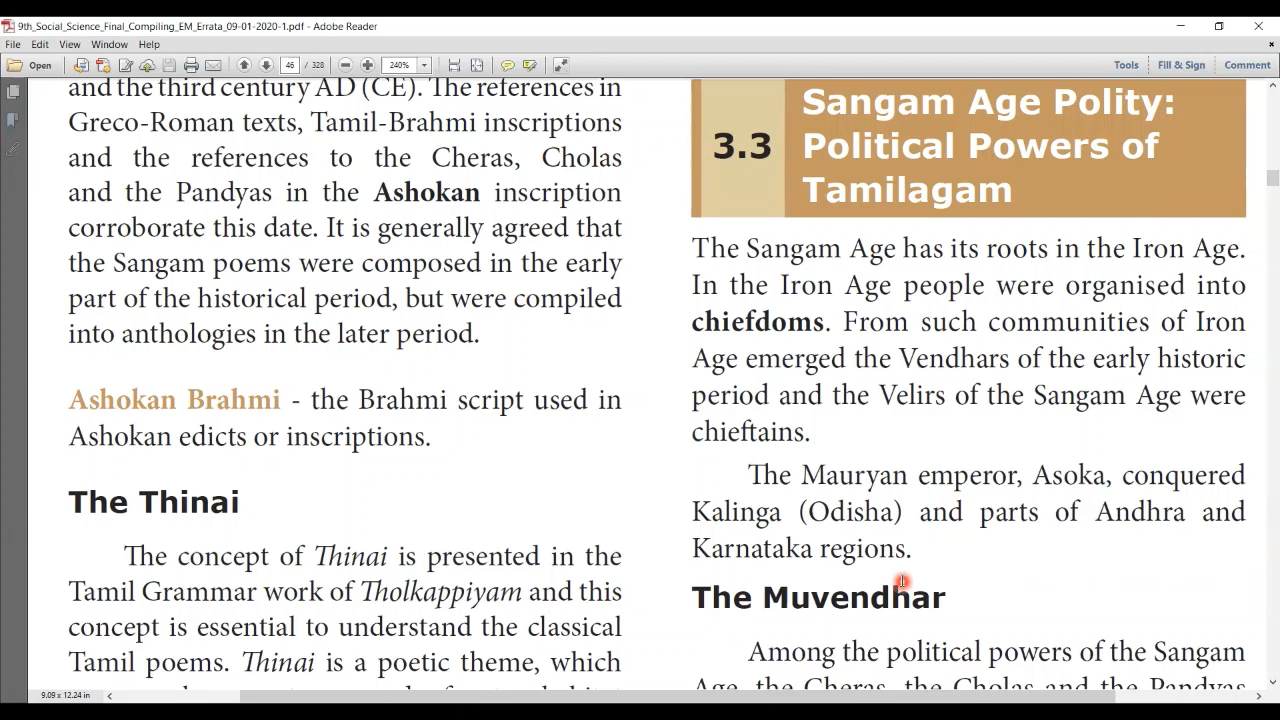 9th_Social_Science_Final_Compiling_EM_Errata_09-01-2020-1.pdf - Adobe Reader
File Edit View Window Help
Open 46 / 328 240% Tools Fill & Sign Comment
and the third century AD (CE). The references in
Greco-Roman texts, Tamil-Brahmi inscriptions
and the references to the Cheras, Cholas
and the Pandyas in the Ashokan inscription
corroborate this date. It is generally agreed that
the Sangam poems were composed in the early
part of the historical period, but were compiled
into anthologies in the later period.
Ashokan Brahmi - the Brahmi script used in
Ashokan edicts or inscriptions.
The Thinai
The concept of Thinai is presented in the
Tamil Grammar work of Tholkappiyam and this
concept is essential to understand the classical
Tamil poems. Thinai is a poetic theme, which
3.3
Sangam Age Polity:
Political Powers of
Tamilagam
The Sangam Age has its roots in the Iron Age.
In the Iron Age people were organised into
chiefdoms. From such communities of Iron
Age emerged the Vendhars of the early historic
period and the Velirs of the Sangam Age were
chieftains.
The Mauryan emperor, Asoka, conquered
Kalinga (Odisha) and parts of Andhra and
Karnataka regions.
The Muvendhar
Among the political powers of the Sangam
Age, the Cheras, the Cholas and the Pandyas
9.09 x 12.24 in